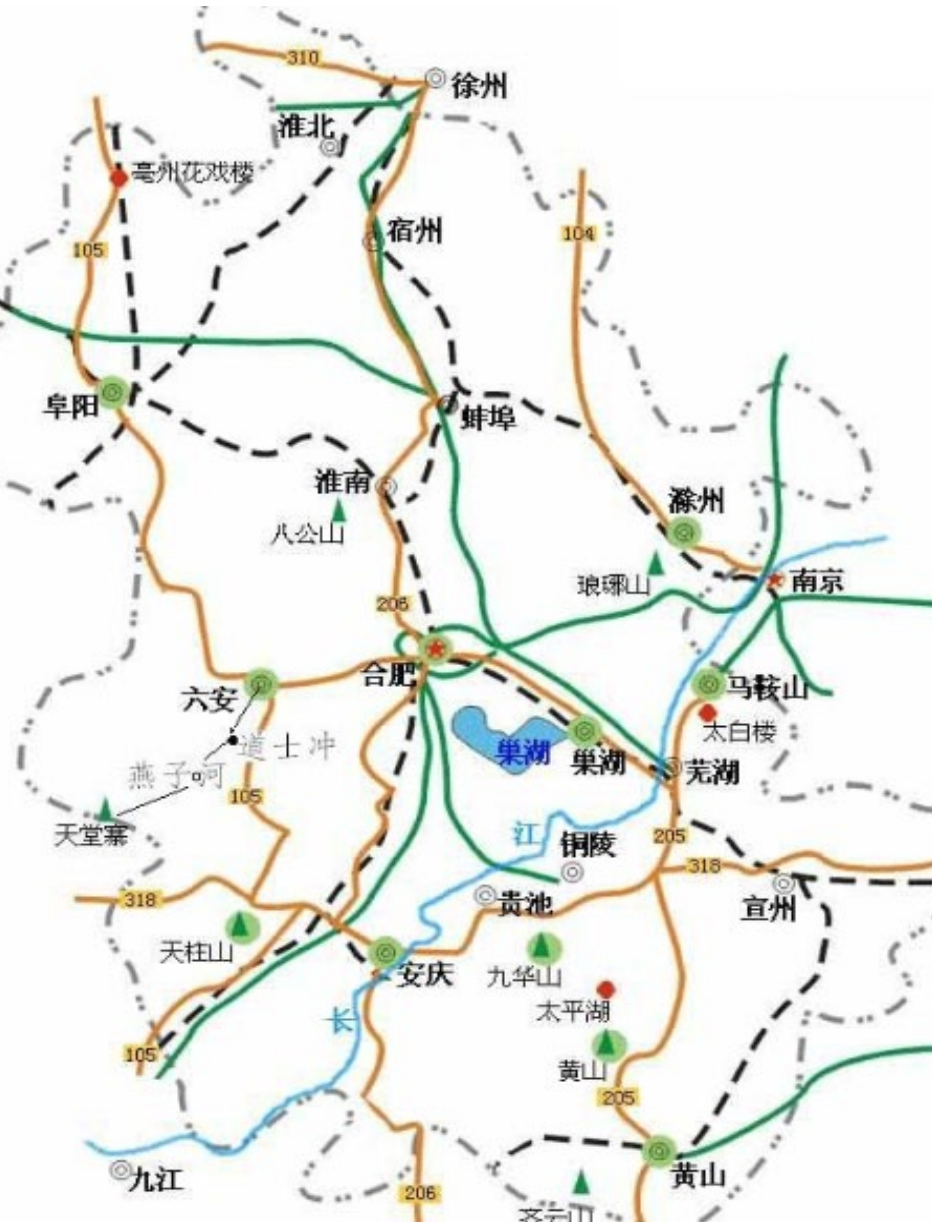 310
徐州
淮北
亳州花戏楼
宿州
104
105
阜阳
蚌埠
淮南
八公山
滁州
琅琊山
南京
206
合肥
六安
马鞍山
太白楼
道士冲
巢湖
巢湖
芜湖
燕子河
105
天堂寨
江
铜陵
205
318
318
贵池
宣州
天柱山
安庆
九华山
太平湖
长
105
黄山
205
九江
黄山
206
齐云山